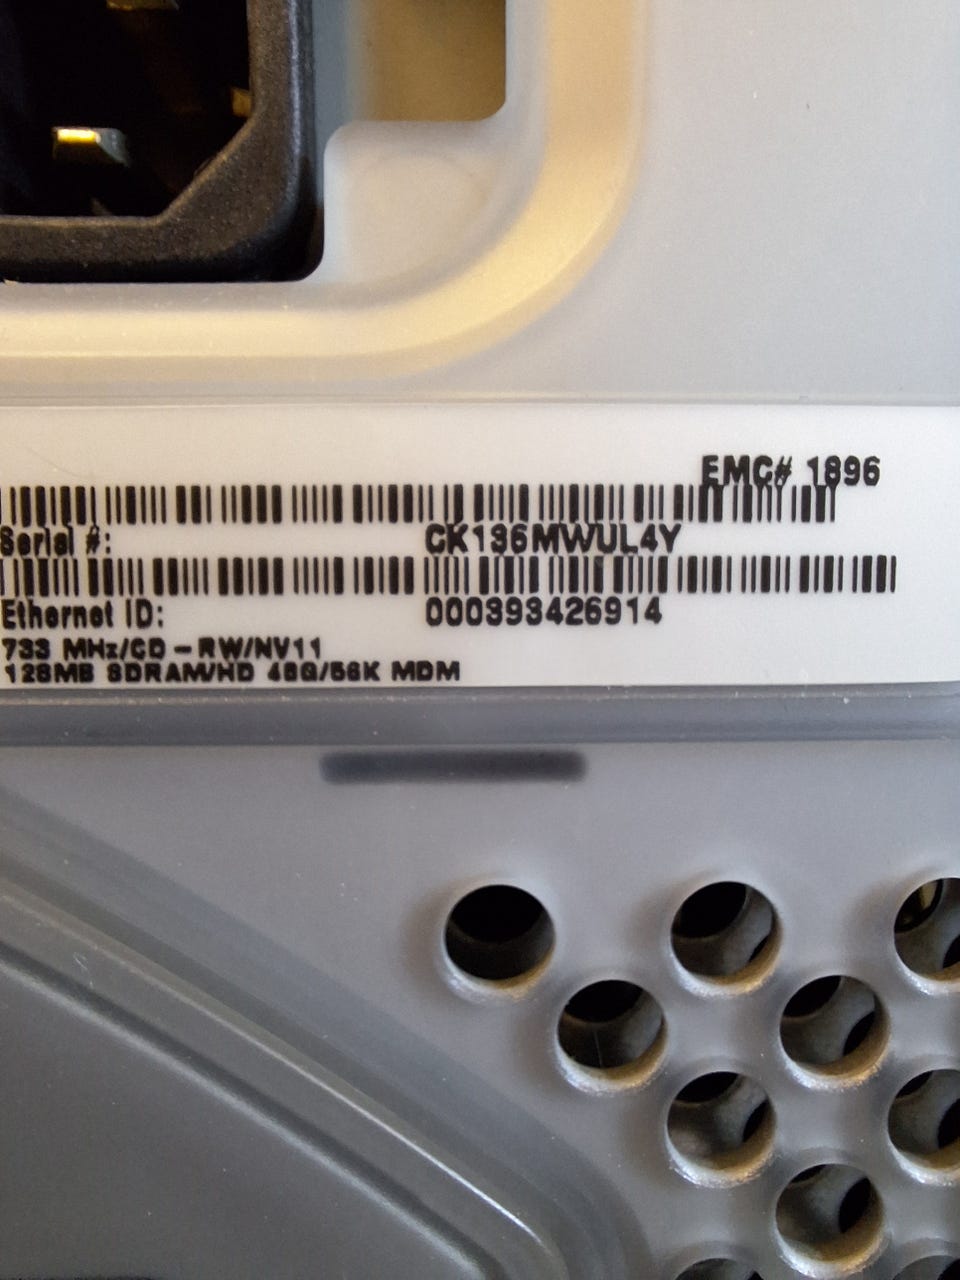 EMC# 1896
Serial #: CK136MWUL4Y
Ethernet ID: 000393426914
733 MHz/CD-RW/NV11
128MB SDRAM/HD 40G/56K MDM